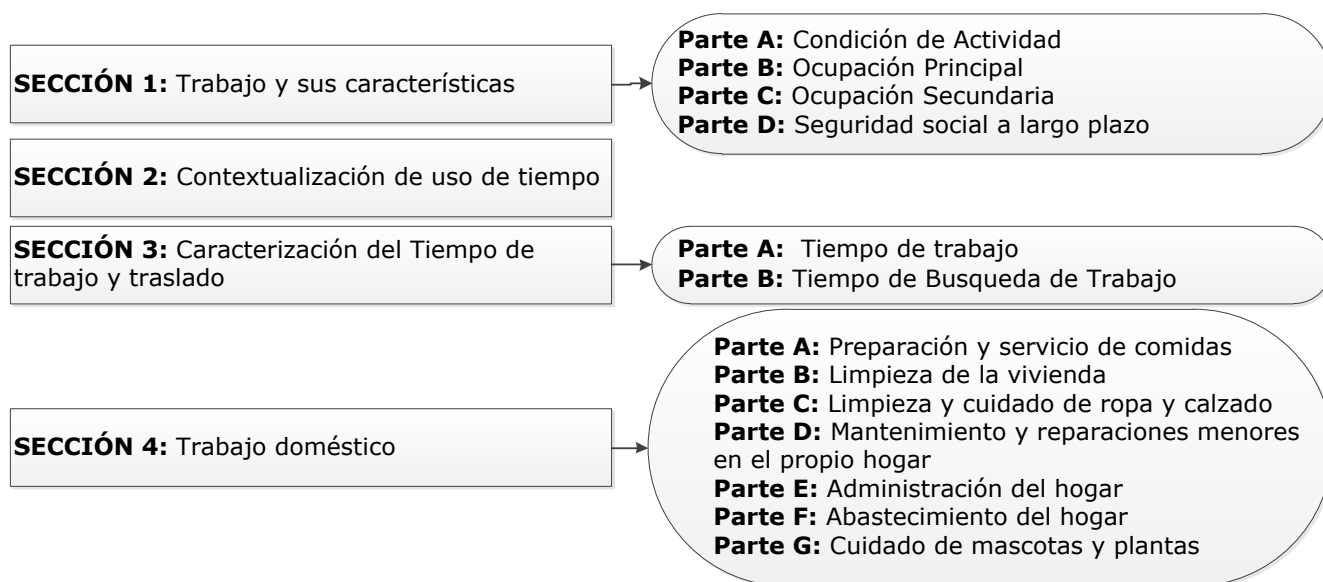 SECCIÓN 1: Trabajo y sus características
Parte A: Condición de Actividad
Parte B: Ocupación Principal
Parte C: Ocupación Secundaria
Parte D: Seguridad social a largo plazo
SECCIÓN 2: Contextualización de uso de tiempo
SECCIÓN 3: Caracterización del Tiempo de
trabajo y traslado
Parte A: Tiempo de trabajo
Parte B: Tiempo de Busqueda de Trabajo
SECCIÓN 4: Trabajo doméstico
Parte A: Preparación y servicio de comidas
Parte B: Limpieza de la vivienda
Parte C: Limpieza y cuidado de ropa y calzado
Parte D: Mantenimiento y reparaciones menores
en el propio hogar
Parte E: Administración del hogar
Parte F: Abastecimiento del hogar
Parte G: Cuidado de mascotas y plantas